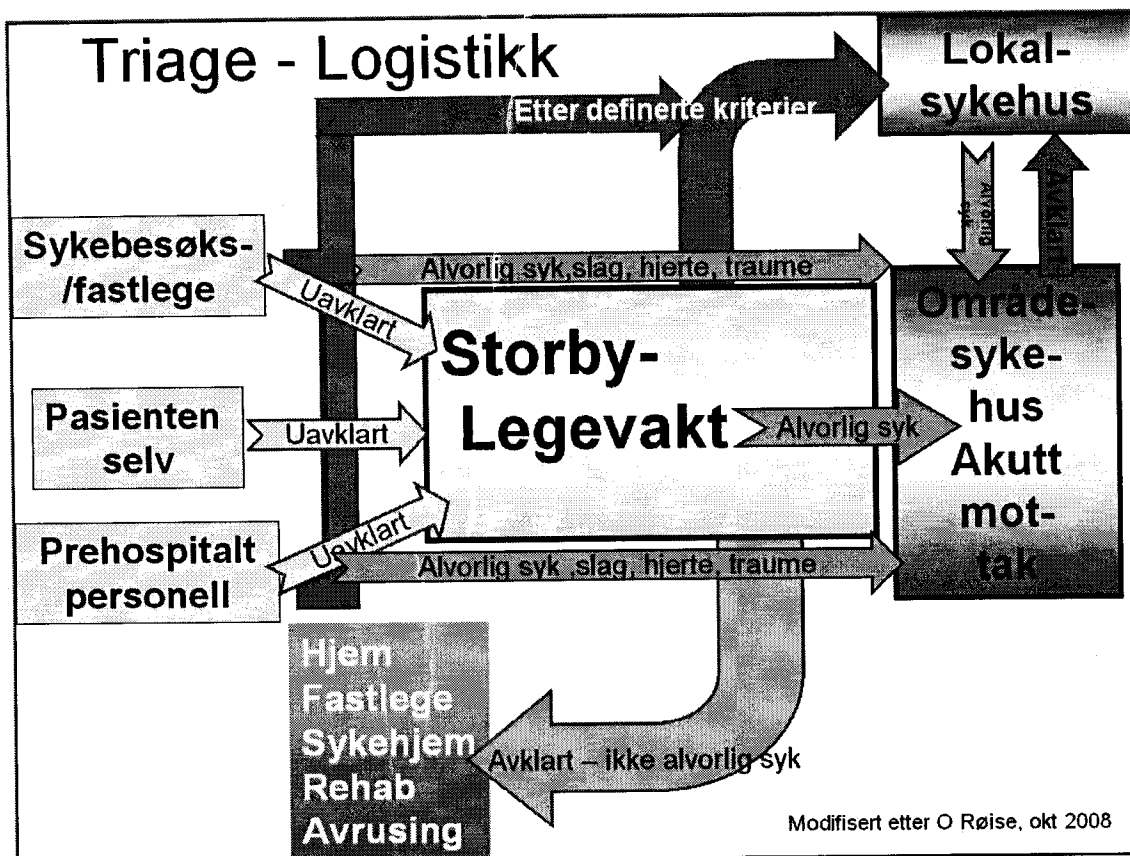 Triage - Logistikk
Lokal-
sykehus
Etter definerte kriterier
Alvorlig
syk
Avklart
Sykebesøks-
/fastlege
Uavklart
Alvorlig syk,slag, hjerte, traume
Område-
syke-
hus
Akutt
mot-
tak
Storby-
Legevakt
Alvorlig syk
Pasienten
selv
Uavklart
Prehospitalt
personell
Uavklart
Alvorlig syk ,slag, hjerte, traume
Hjem
Fastlege
Sykehjem
Rehab
Avrusing
Avklart – ikke alvorlig syk
Modifisert etter O Røise, okt 2008